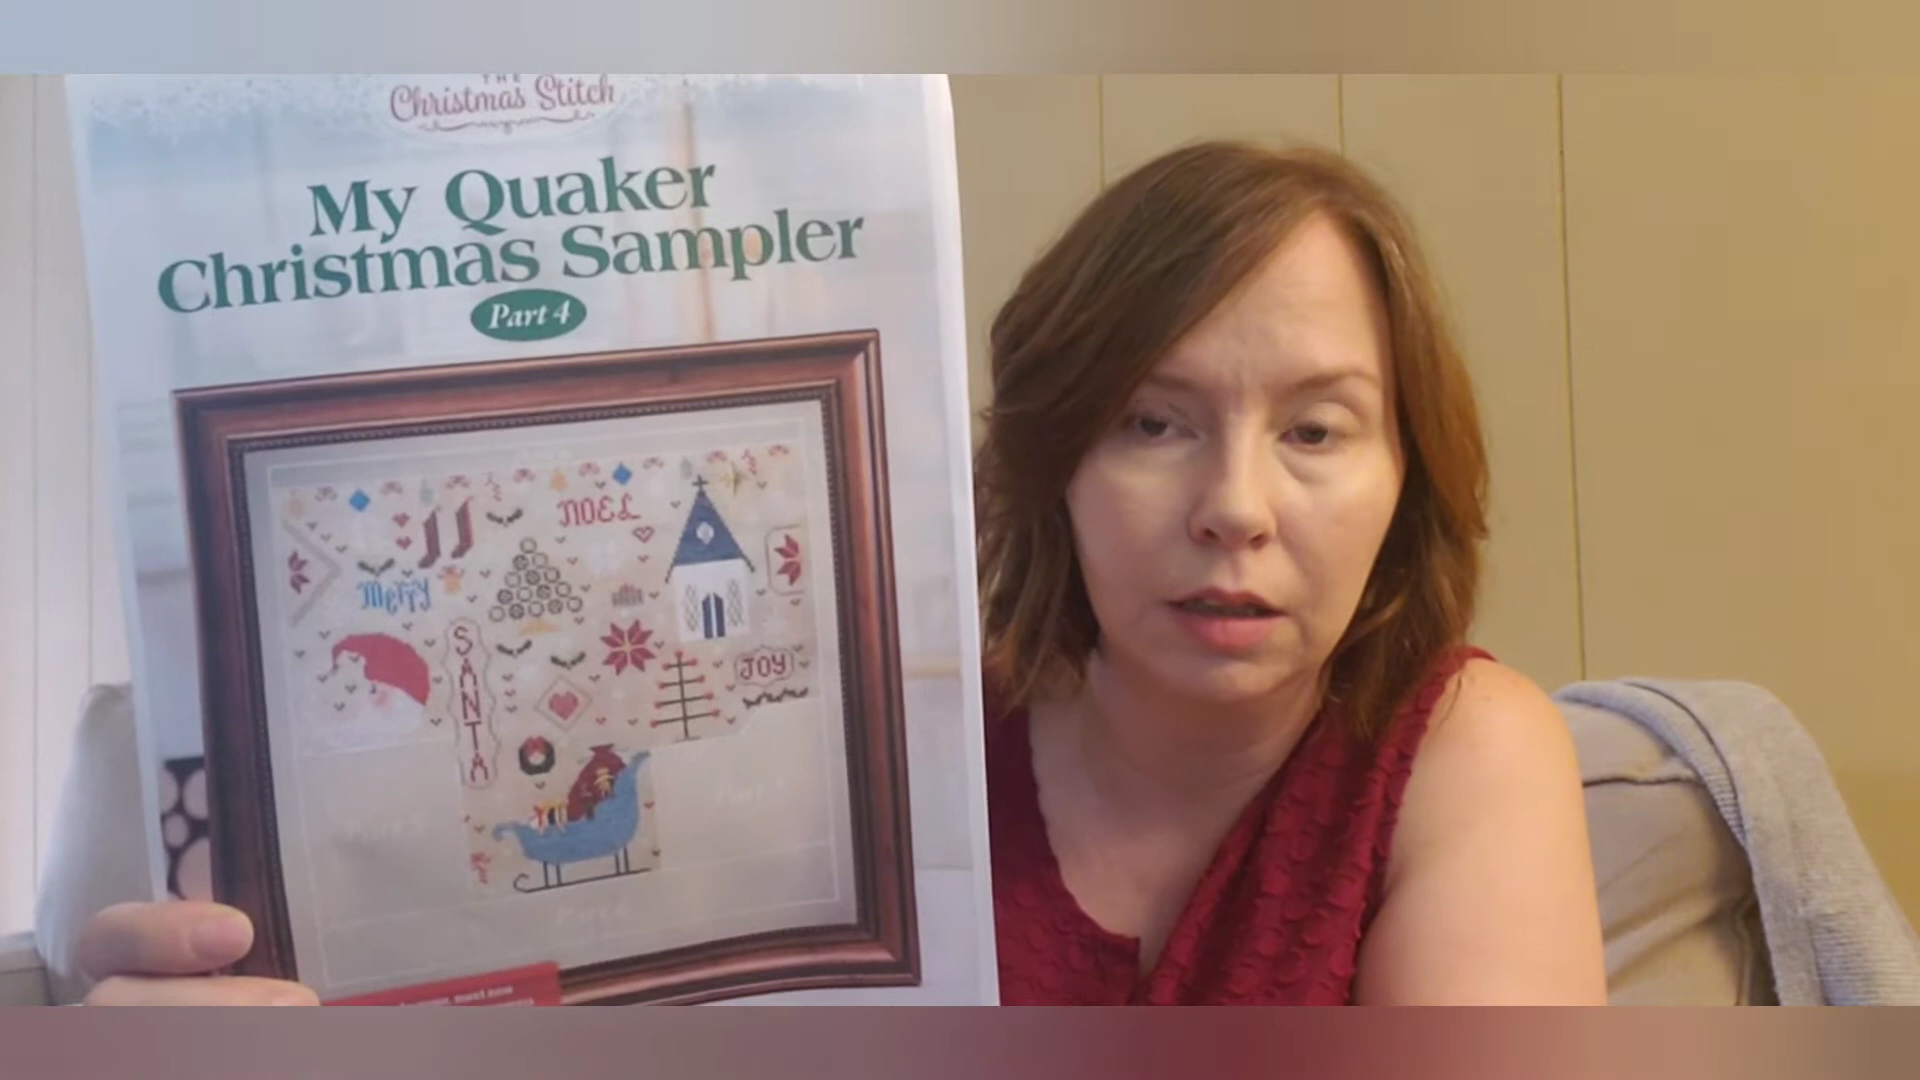 THE
Christmas Stitch
My Quaker
Christmas Sampler
Part 4
NOEL
Merry
SANTA
JOY